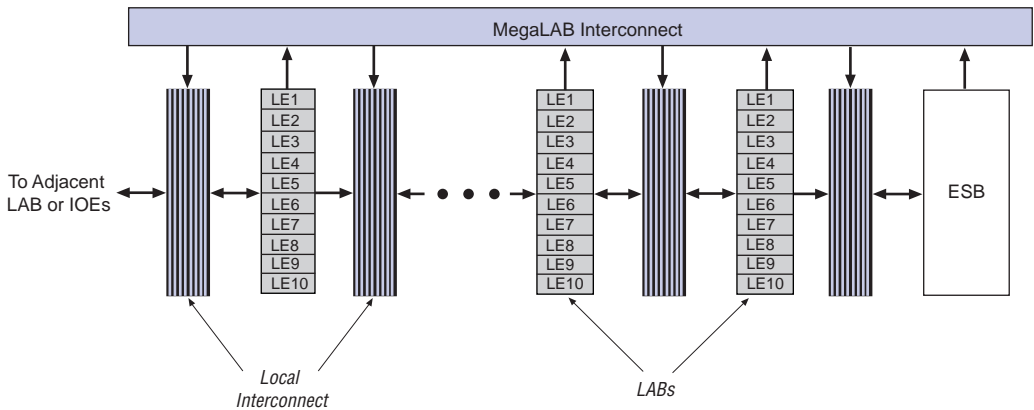 MegaLAB Interconnect
LE1
LE2
LE3
LE4
LE5
LE6
LE7
LE8
LE9
LE10
LE1
LE2
LE3
LE4
LE5
LE6
LE7
LE8
LE9
LE10
LE1
LE2
LE3
LE4
LE5
LE6
LE7
LE8
LE9
LE10
To Adjacent
LAB or IOEs
ESB
Local
Interconnect
LABs